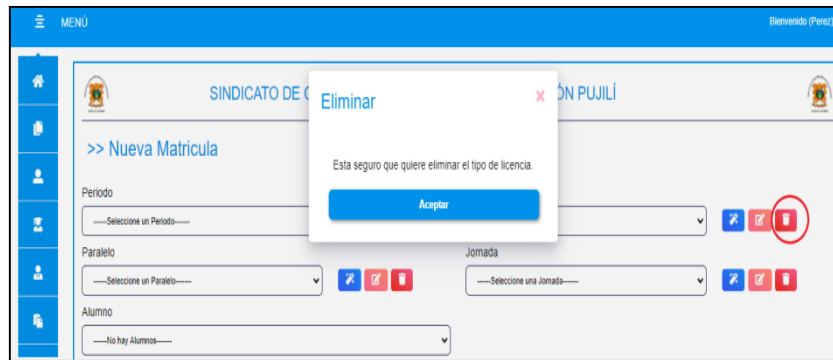 MENÚ
Bienvenido (Perez)
SINDICATO DE
ÓN PUJILÍ
Eliminar
Esta seguro que quiere eliminar el tipo de licencia.
Aceptar
>> Nueva Matricula
Periodo
------Seleccione un Periodo-------
Paralelo
------Seleccione un Paralelo-------
Jornada
------Seleccione una Jornada-------
Alumno
------No hay Alumnos-------